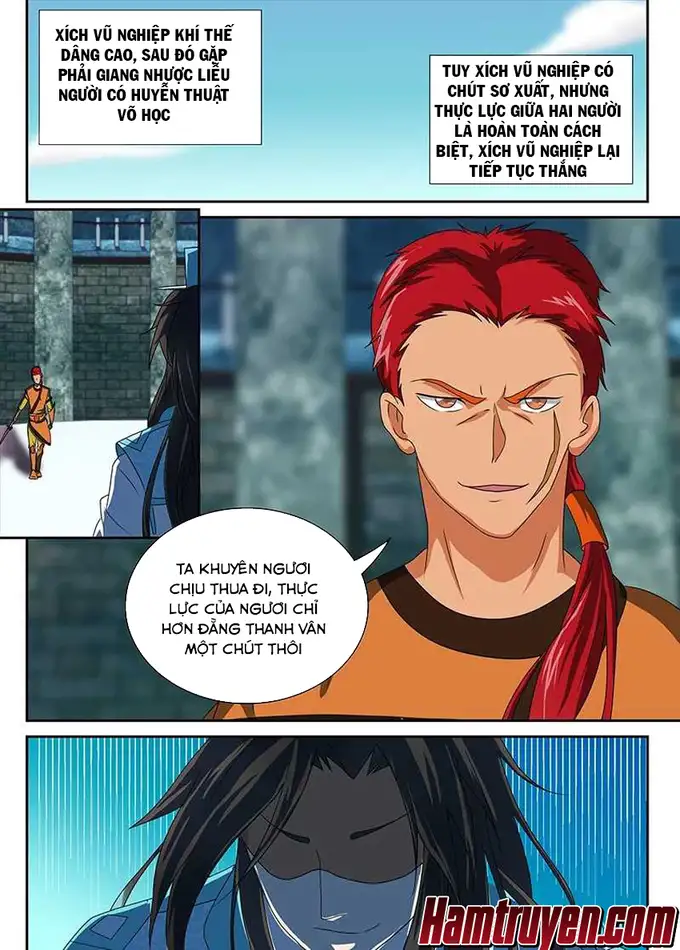 XÍCH VŨ NGHIỆP KHÍ THẾ
DÂNG CAO, SAU ĐÓ GẶP
PHẢI GIANG NHƯỢC LIỄU
NGƯỜI CÓ HUYỄN THUẬT
VÕ HỌC
TUY XÍCH VŨ NGHIỆP CÓ
CHÚT SƠ XUẤT, NHƯNG
THỰC LỰC GIỮA HAI NGƯỜI
LÀ HOÀN TOÀN CÁCH
BIỆT, XÍCH VŨ NGHIỆP LẠI
TIẾP TỤC THẮNG
TA KHUYÊN NGƯƠI
CHỊU THUA ĐI, THỰC
LỰC CỦA NGƯƠI CHỈ
HƠN ĐẲNG THANH VÂN
MỘT CHÚT THÔI
Hamtruyen.com